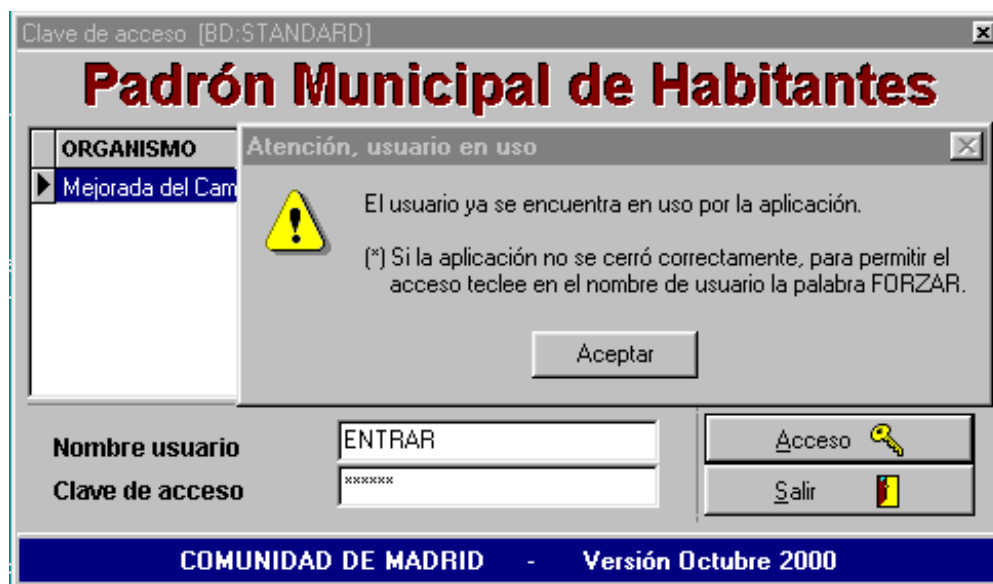 Clave de acceso [BD:STANDARD]
Padrón Municipal de Habitantes
ORGANISMO
Mejorada del Cam
Atención, usuario en uso
El usuario ya se encuentra en uso por la aplicación.
(*) Si la aplicación no se cerró correctamente, para permitir el
acceso teclee en el nombre de usuario la palabra FORZAR.
Aceptar
Nombre usuario
ENTRAR
Acceso
Clave de acceso
××××××
Salir
COMUNIDAD DE MADRID - Versión Octubre 2000